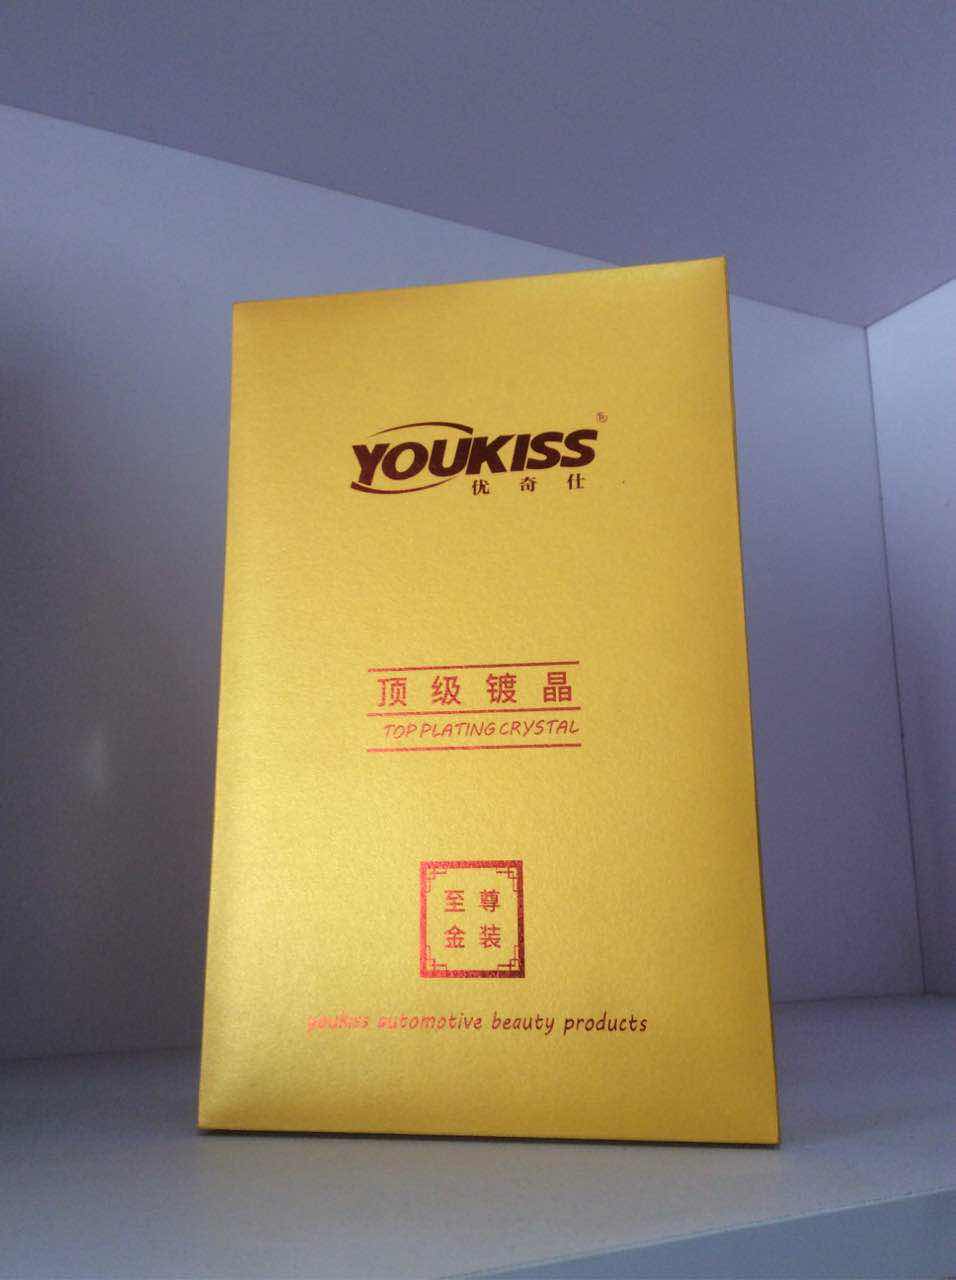 YOUKISS®
优奇仕
顶级镀晶
TOP PLATING CRYSTAL
至尊
金装
youkiss automotive beauty products